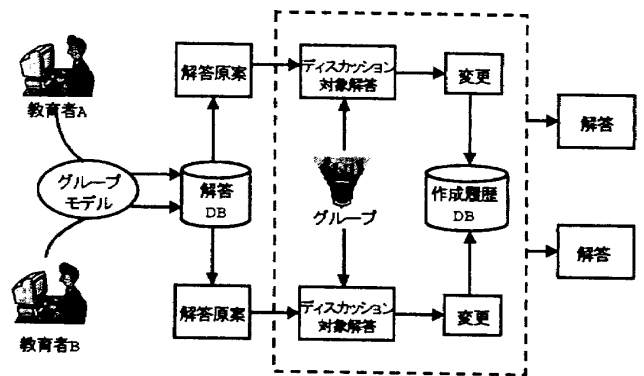 教育者A
グループ
モデル
教育者B
解答原案
解答
DB
解答原案
ディスカッション
対象解答
グループ
ディスカッション
対象解答
変更
作成履歴
DB
変更
解答
解答